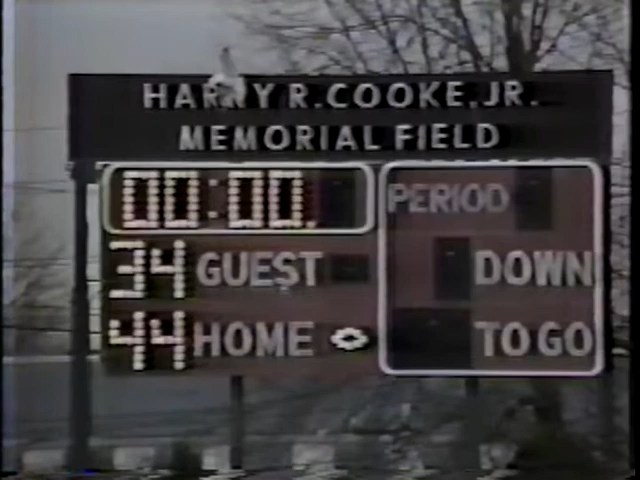 HARRY R. COOKE, JR.
MEMORIAL FIELD
00:00.
PERIOD
34 GUEST
DOWN
44 HOME
TO GO